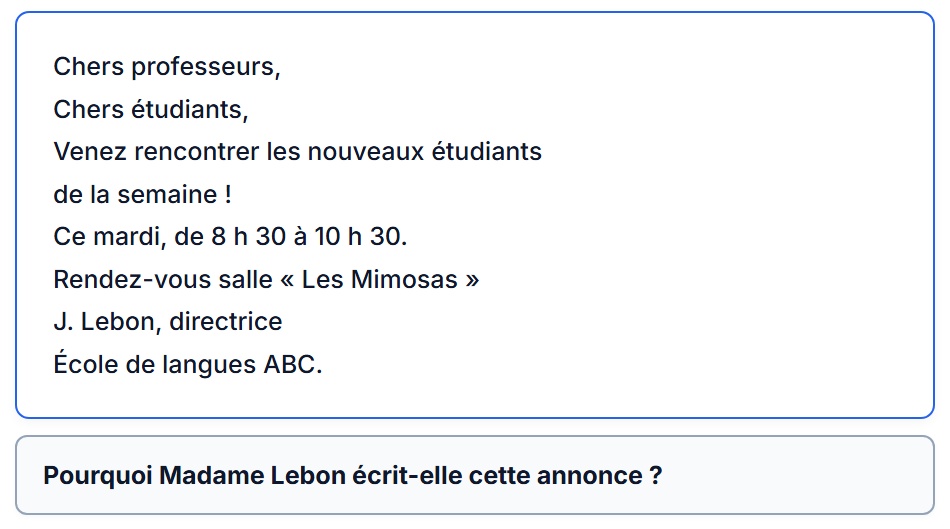 Chers professeurs,
Chers étudiants,
Venez rencontrer les nouveaux étudiants
de la semaine !
Ce mardi, de 8 h 30 à 10 h 30.
Rendez-vous salle « Les Mimosas »
J. Lebon, directrice
École de langues ABC.
Pourquoi Madame Lebon écrit-elle cette annonce ?